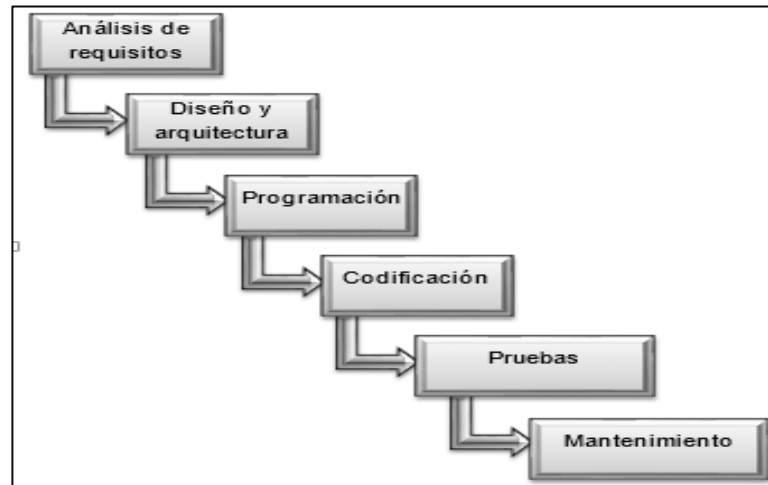 Análisis de
requisitos
Diseño y
arquitectura
Programación
Codificación
Pruebas
Mantenimiento